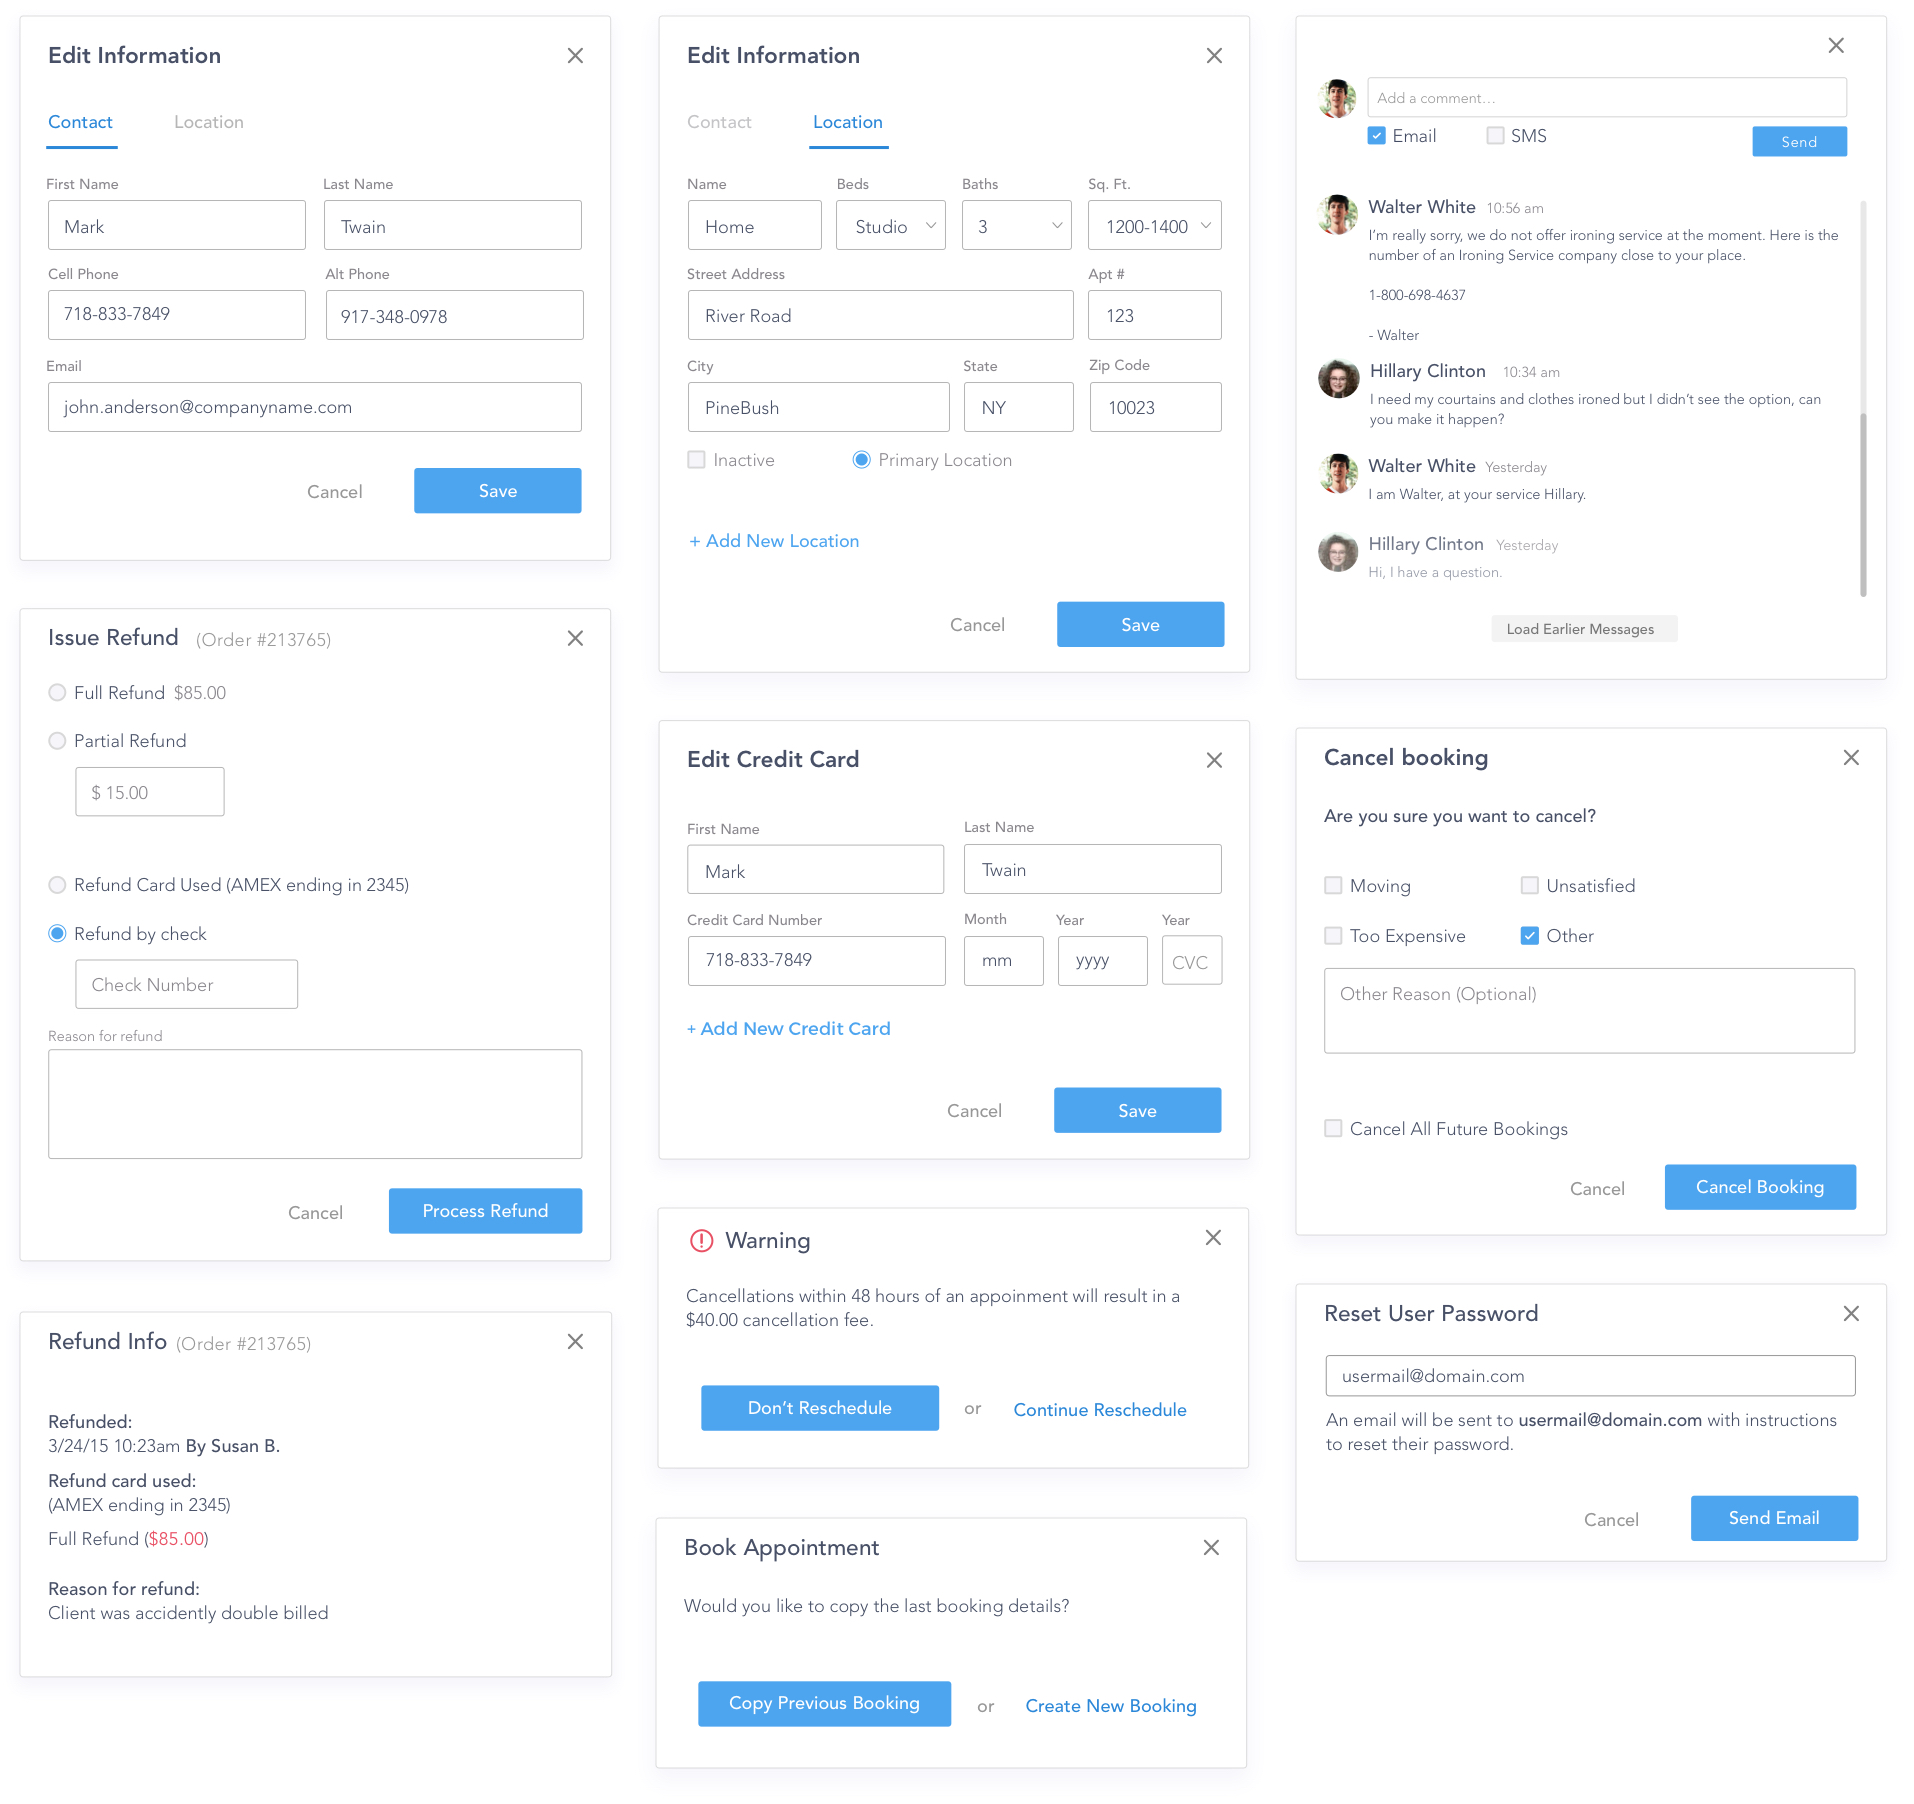 Edit Information
Contact Location
First Name Last Name
Mark Twain
Cell Phone Alt Phone
718-833-7849 917-348-0978
Email
john.anderson@companyname.com
Cancel Save
Issue Refund (Order #213765)
Full Refund $85.00
Partial Refund
$ 15.00
Refund Card Used (AMEX ending in 2345)
Refund by check
Check Number
Reason for refund
Cancel Process Refund
Refund Info (Order #213765)
Refunded:
3/24/15 10:23am By Susan B.
Refund card used:
(AMEX ending in 2345)
Full Refund ($85.00)
Reason for refund:
Client was accidently double billed
Edit Information
Contact Location
Name Beds Baths Sq. Ft.
Home Studio 3 1200-1400
Street Address Apt #
River Road 123
City State Zip Code
PineBush NY 10023
Inactive Primary Location
+ Add New Location
Cancel Save
Edit Credit Card
First Name Last Name
Mark Twain
Credit Card Number Month Year Year
718-833-7849 mm yyyy CVC
+ Add New Credit Card
Cancel Save
Warning
Cancellations within 48 hours of an appoinment will result in a
$40.00 cancellation fee.
Don't Reschedule or Continue Reschedule
Book Appointment
Would you like to copy the last booking details?
Copy Previous Booking or Create New Booking
Add a comment...
Email SMS Send
Walter White 10:56 am
I'm really sorry, we do not offer ironing service at the moment. Here is the
number of an Ironing Service company close to your place.
1-800-698-4637
- Walter
Hillary Clinton 10:34 am
I need my courtains and clothes ironed but I didn't see the option, can
you make it happen?
Walter White Yesterday
I am Walter, at your service Hillary.
Hillary Clinton Yesterday
Hi, I have a question.
Load Earlier Messages
Cancel booking
Are you sure you want to cancel?
Moving Unsatisfied
Too Expensive Other
Other Reason (Optional)
Cancel All Future Bookings
Cancel Cancel Booking
Reset User Password
usermail@domain.com
An email will be sent to usermail@domain.com with instructions
to reset their password.
Cancel Send Email